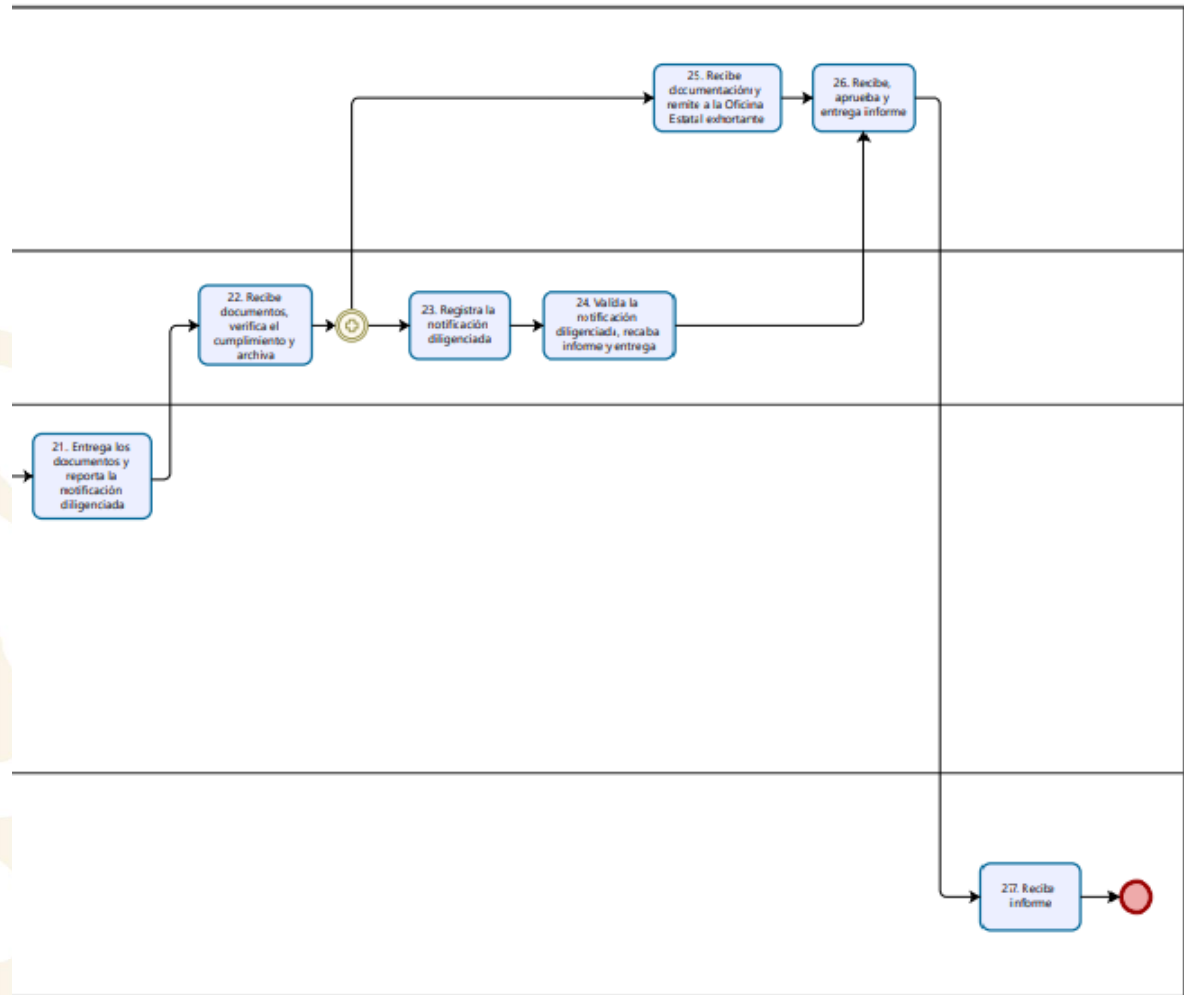 25. Recibe
documentación y
remite a la Oficina
Estatal exhortante
26. Recibe,
aprueba y
entrega informe
22. Recibe
documentos,
verifica el
cumplimiento y
archiva
23. Registra la
notificación
diligenciada
24. Valida la
notificación
diligenciada, recaba
informe y entrega
21. Entrega los
documentos y
reporta la
notificación
diligenciada
27. Recibe
informe